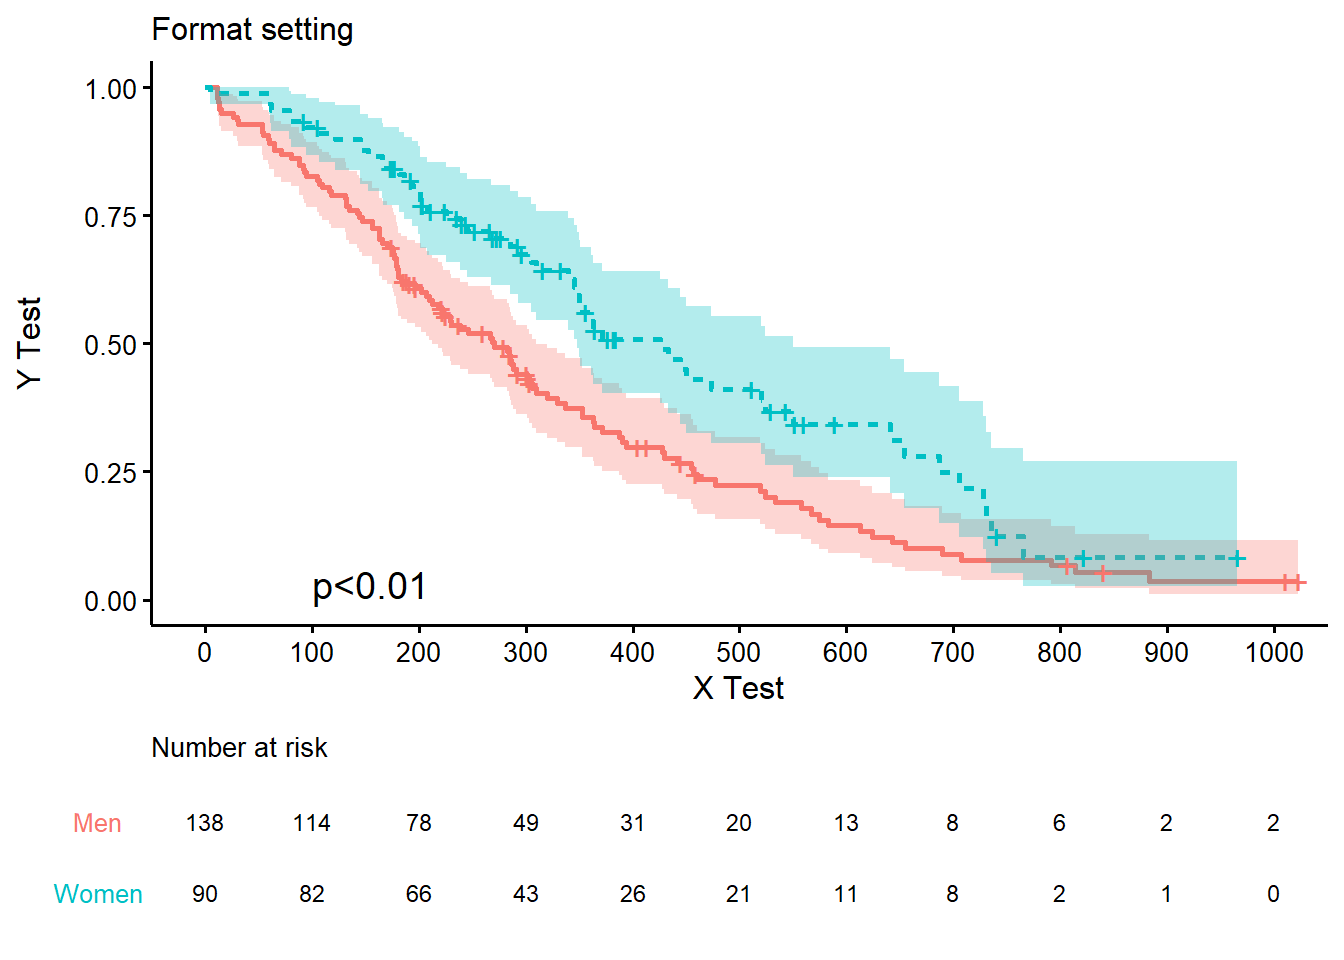 Format setting
1.00
0.75
0.50
0.25
0.00
Y Test
p<0.01
0 100 200 300 400 500 600 700 800 900 1000
X Test
Number at risk
Men 138 114 78 49 31 20 13 8 6 2 2
Women 90 82 66 43 26 21 11 8 2 1 0